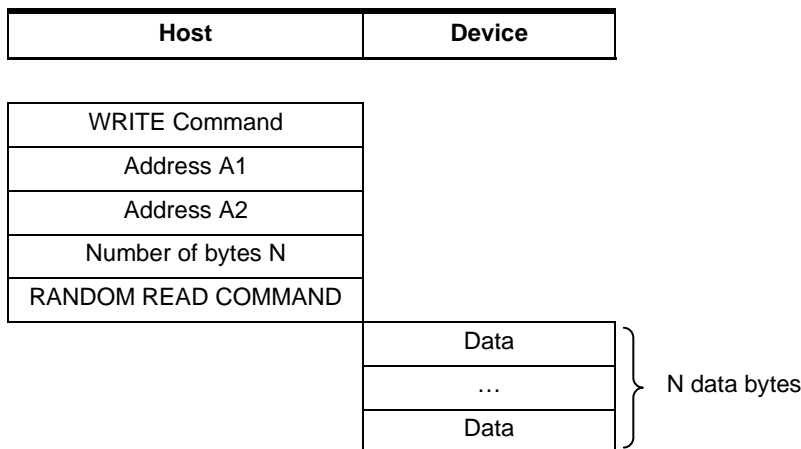 Host Device
WRITE Command
Address A1
Address A2
Number of bytes N
RANDOM READ COMMAND
Data
…
N data bytes
Data